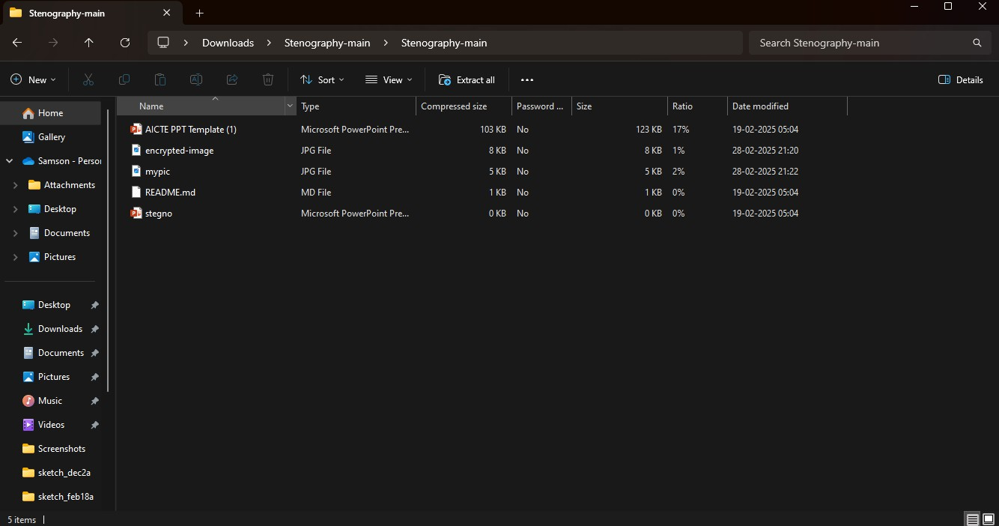 Stenography-main
Downloads > Stenography-main > Stenography-main
Search Stenography-main
New
Sort
View
Extract all
Details
Name Type Compressed size Password ... Size Ratio Date modified
AICTE PPT Template (1) Microsoft PowerPoint Pre... 103 KB No 123 KB 17% 19-02-2025 05:04
encrypted-image JPG File 8 KB No 8 KB 1% 28-02-2025 21:20
mypic JPG File 5 KB No 5 KB 2% 28-02-2025 21:22
README.md MD File 1 KB No 1 KB 0% 19-02-2025 05:04
stegno Microsoft PowerPoint Pre... 0 KB No 0 KB 0% 19-02-2025 05:04
Home
Gallery
Samson - Persor
Attachments
Desktop
Documents
Pictures
Desktop
Downloads
Documents
Pictures
Music
Videos
Screenshots
sketch_dec2a
sketch_feb18a
5 items